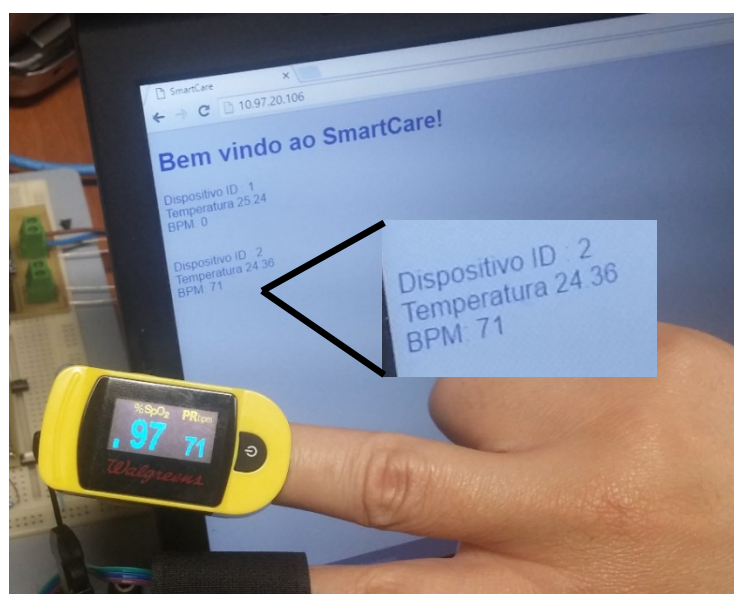 SmartCare
10.97.20.106
Bem vindo ao SmartCare!
Dispositivo ID : 1
Temperatura 25.24
BPM: 0
Dispositivo ID : 2
Temperatura 24.36
BPM: 71
Dispositivo ID : 2
Temperatura 24.36
BPM: 71
%SpO2 PRbpm
97 71
Walgreens